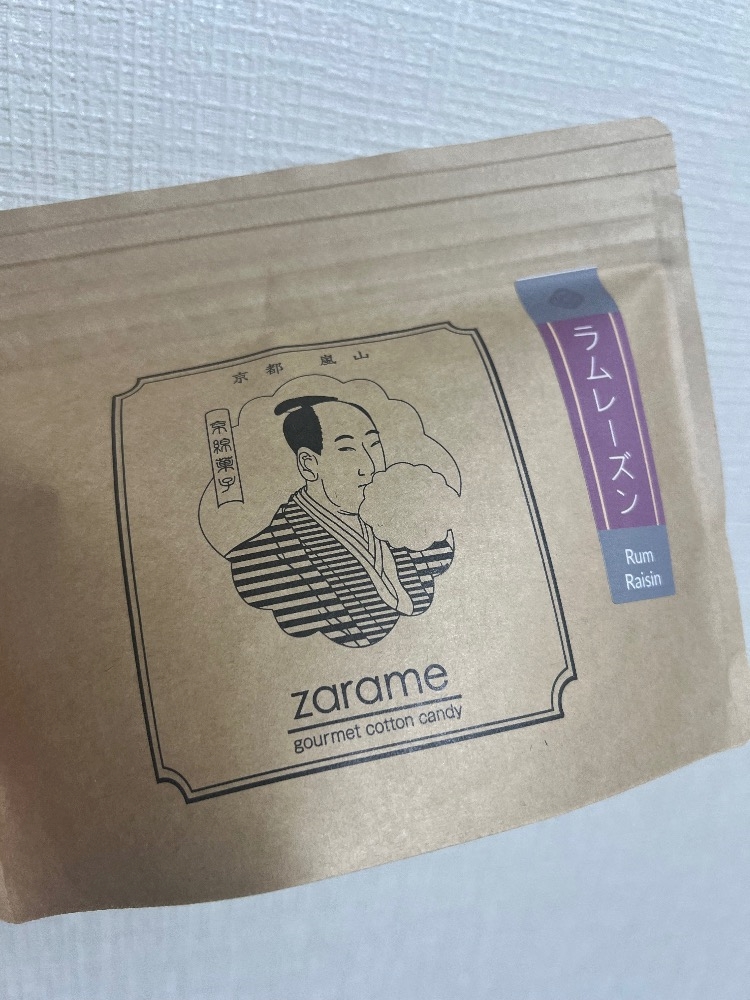 京都 嵐山
京綿菓子
zarame
gourmet cotton candy
ラムレーズン
Rum
Raisin